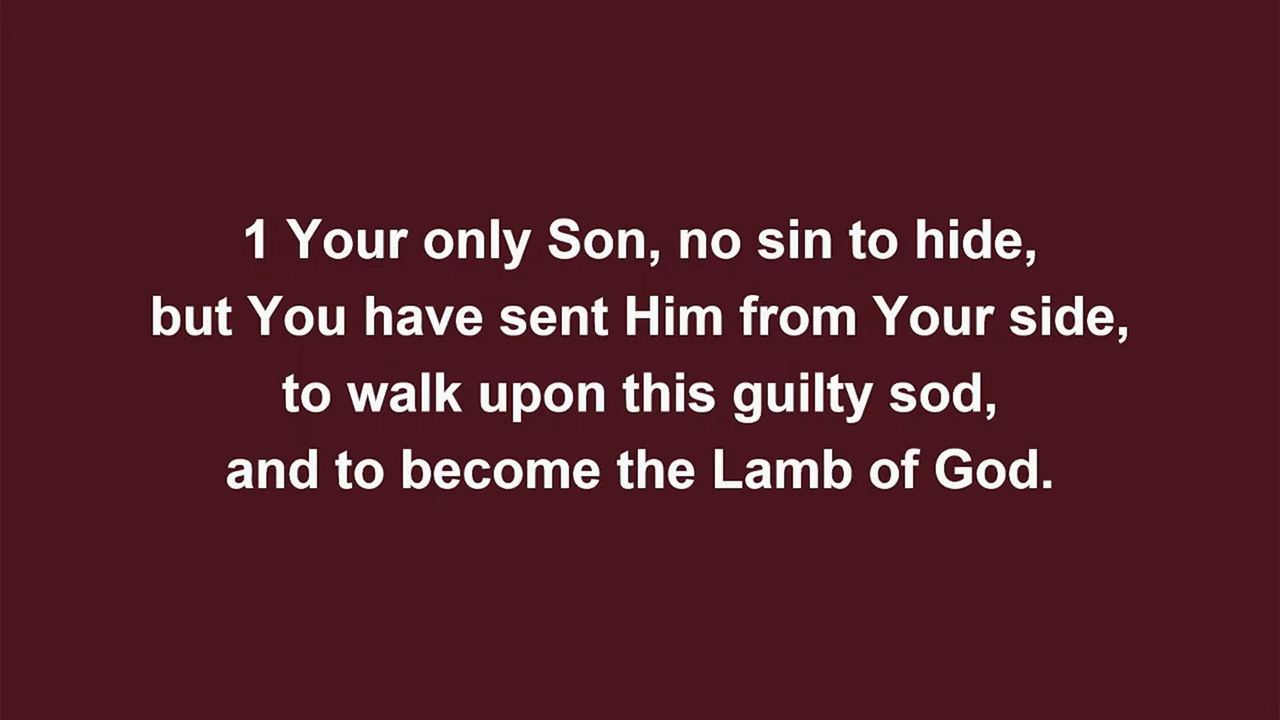 1 Your only Son, no sin to hide,
but You have sent Him from Your side,
to walk upon this guilty sod,
and to become the Lamb of God.